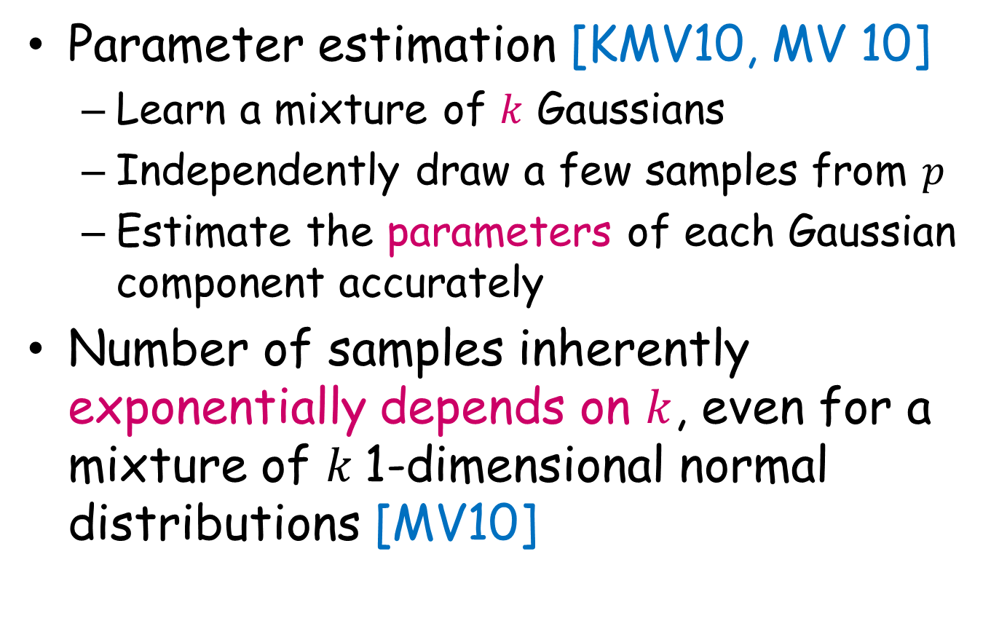 • Parameter estimation [KMV10, MV 10]
– Learn a mixture of k Gaussians
– Independently draw a few samples from p
– Estimate the parameters of each Gaussian
component accurately
• Number of samples inherently
exponentially depends on k, even for a
mixture of k 1-dimensional normal
distributions [MV10]